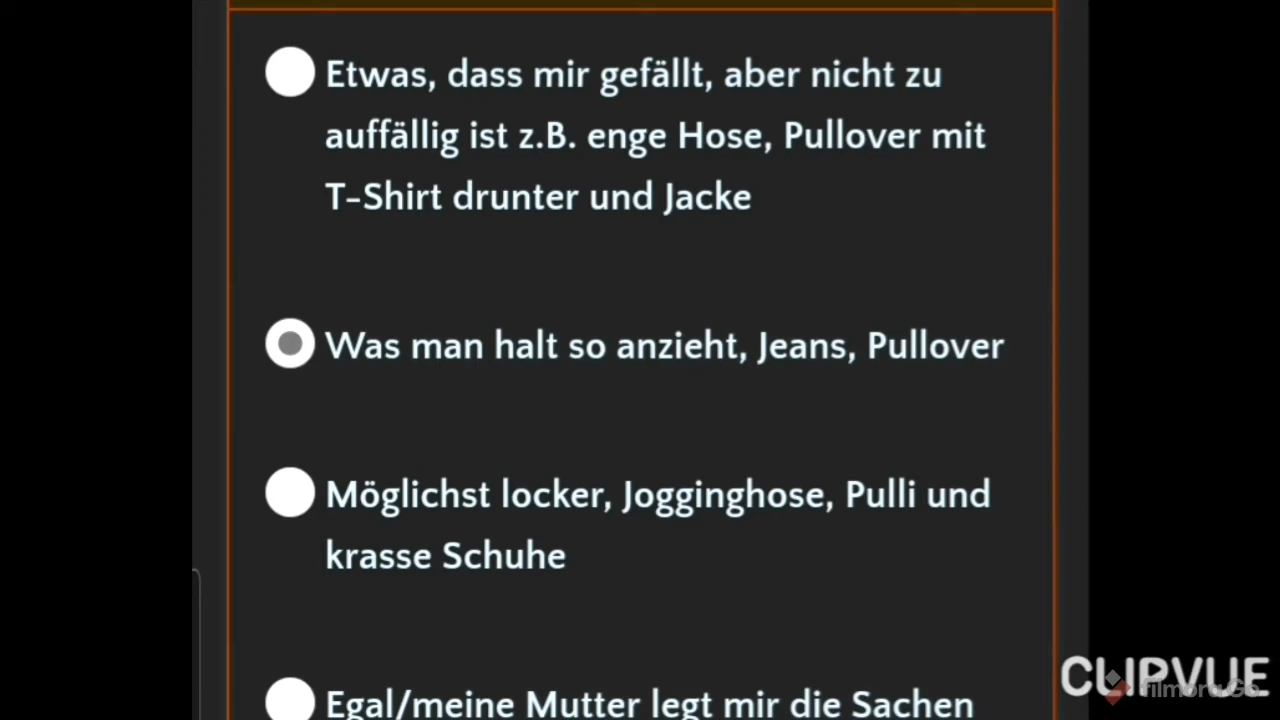 Etwas, dass mir gefällt, aber nicht zu
auffällig ist z.B. enge Hose, Pullover mit
T-Shirt drunter und Jacke
Was man halt so anzieht, Jeans, Pullover
Möglichst locker, Jogginghose, Pulli und
krasse Schuhe
Egal/meine Mutter legt mir die Sachen
CLIPVUE
filmoraGo